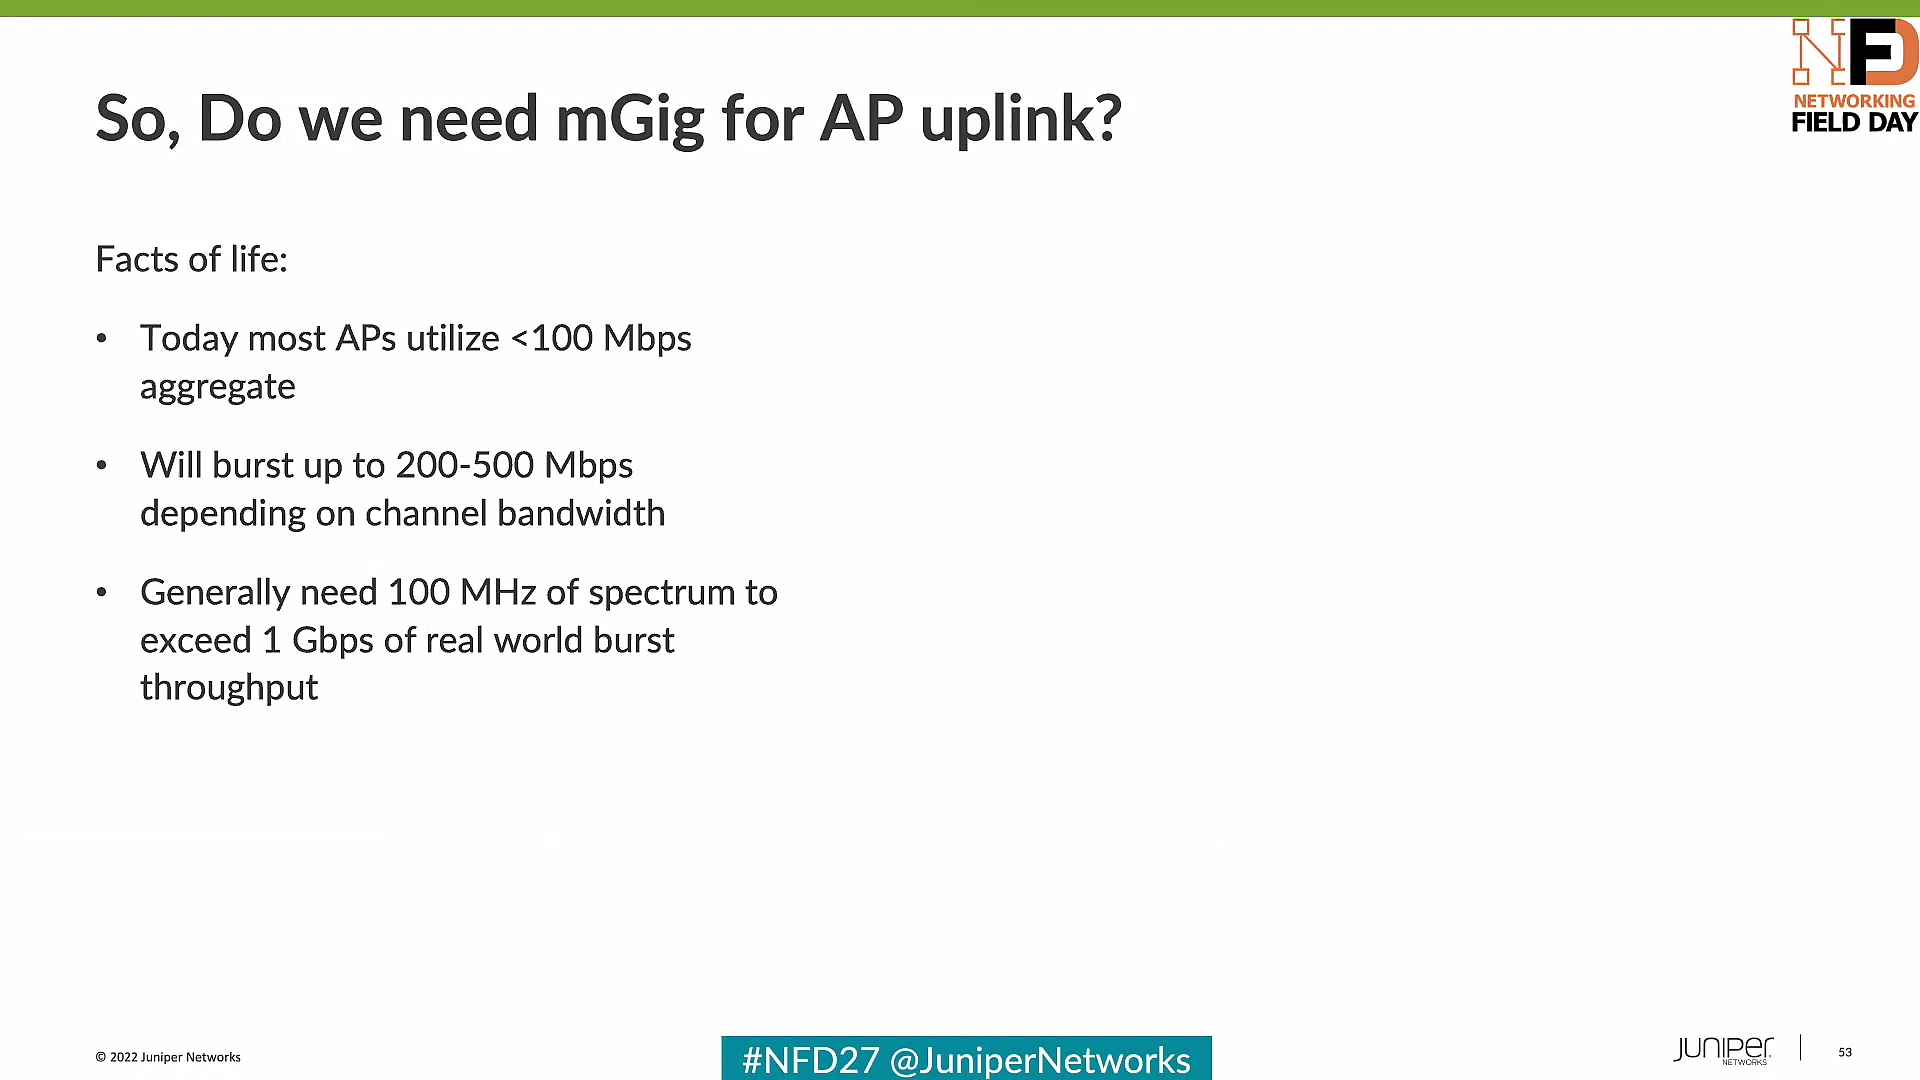 NFD
NETWORKING
FIELD DAY
So, Do we need mGig for AP uplink?
Facts of life:
• Today most APs utilize <100 Mbps
aggregate
• Will burst up to 200-500 Mbps
depending on channel bandwidth
• Generally need 100 MHz of spectrum to
exceed 1 Gbps of real world burst
throughput
© 2022 Juniper Networks
#NFD27 @JuniperNetworks
JUNIPEr
NETWORKS
53